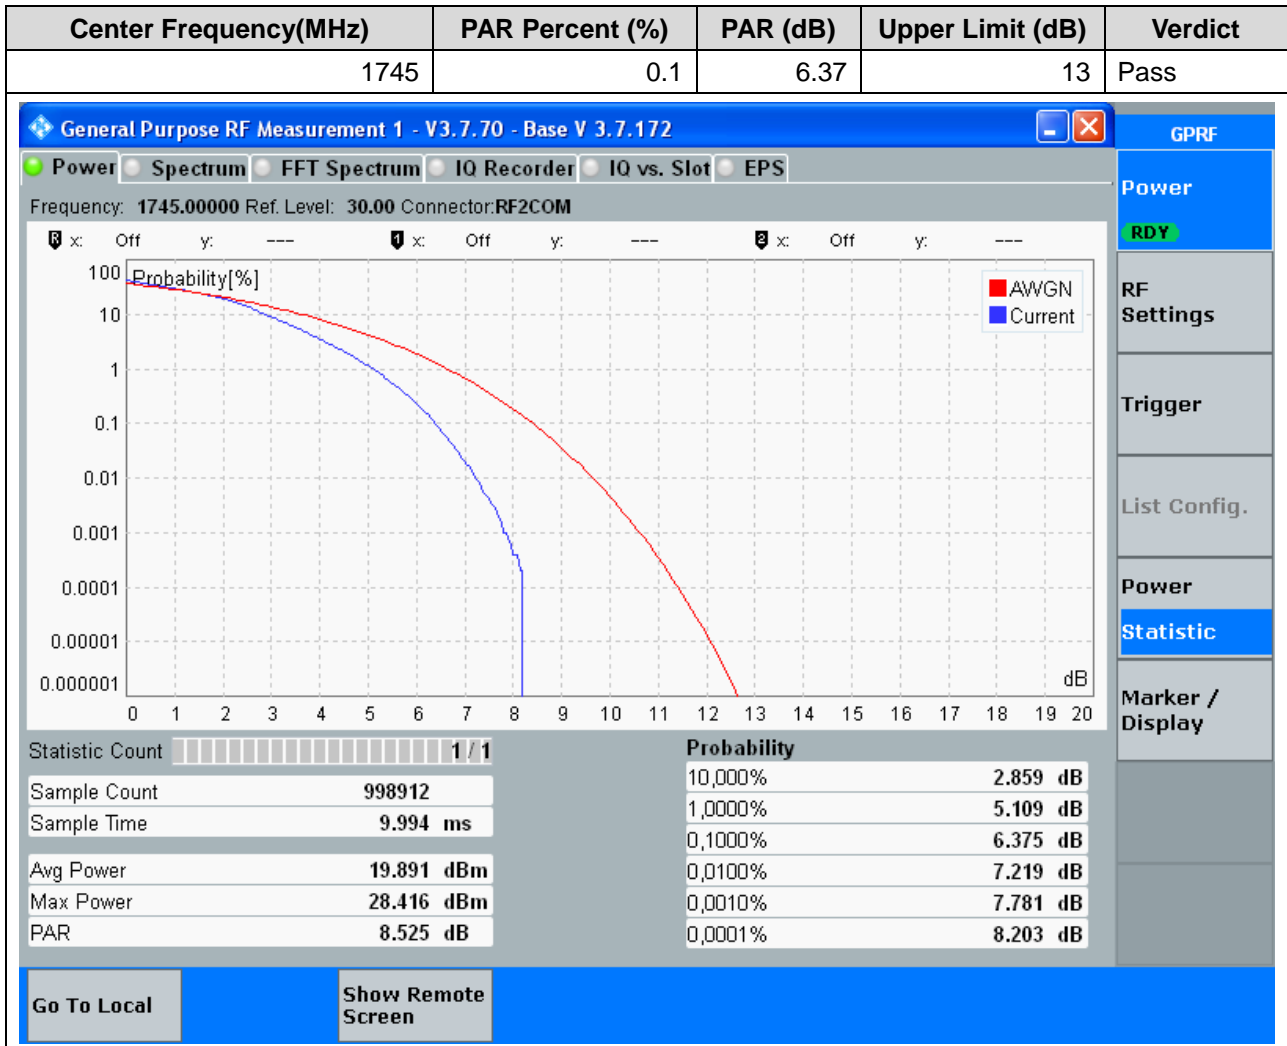 Center Frequency(MHz) PAR Percent (%) PAR (dB) Upper Limit (dB) Verdict
1745 0.1 6.37 13 Pass
General Purpose RF Measurement 1 - V3.7.70 - Base V 3.7.172
GPRF
Power Spectrum FFT Spectrum IQ Recorder IQ vs. Slot EPS
Power
RDY
Frequency: 1745.00000 Ref. Level: 30.00 Connector:RF2COM
R x: Off y: --- 1 x: Off y: --- 2 x: Off y: ---
Probability[%]
AWGN
Current
100
10
1
0.1
0.01
0.001
0.0001
0.00001
0.000001
dB
0 1 2 3 4 5 6 7 8 9 10 11 12 13 14 15 16 17 18 19 20
RF
Settings
Trigger
List Config.
Power
Statistic
Marker /
Display
Statistic Count 1 / 1
Sample Count 998912
Sample Time 9.994 ms
Avg Power 19.891 dBm
Max Power 28.416 dBm
PAR 8.525 dB
Probability
10,000% 2.859 dB
1,0000% 5.109 dB
0,1000% 6.375 dB
0,0100% 7.219 dB
0,0010% 7.781 dB
0,0001% 8.203 dB
Go To Local
Show Remote
Screen